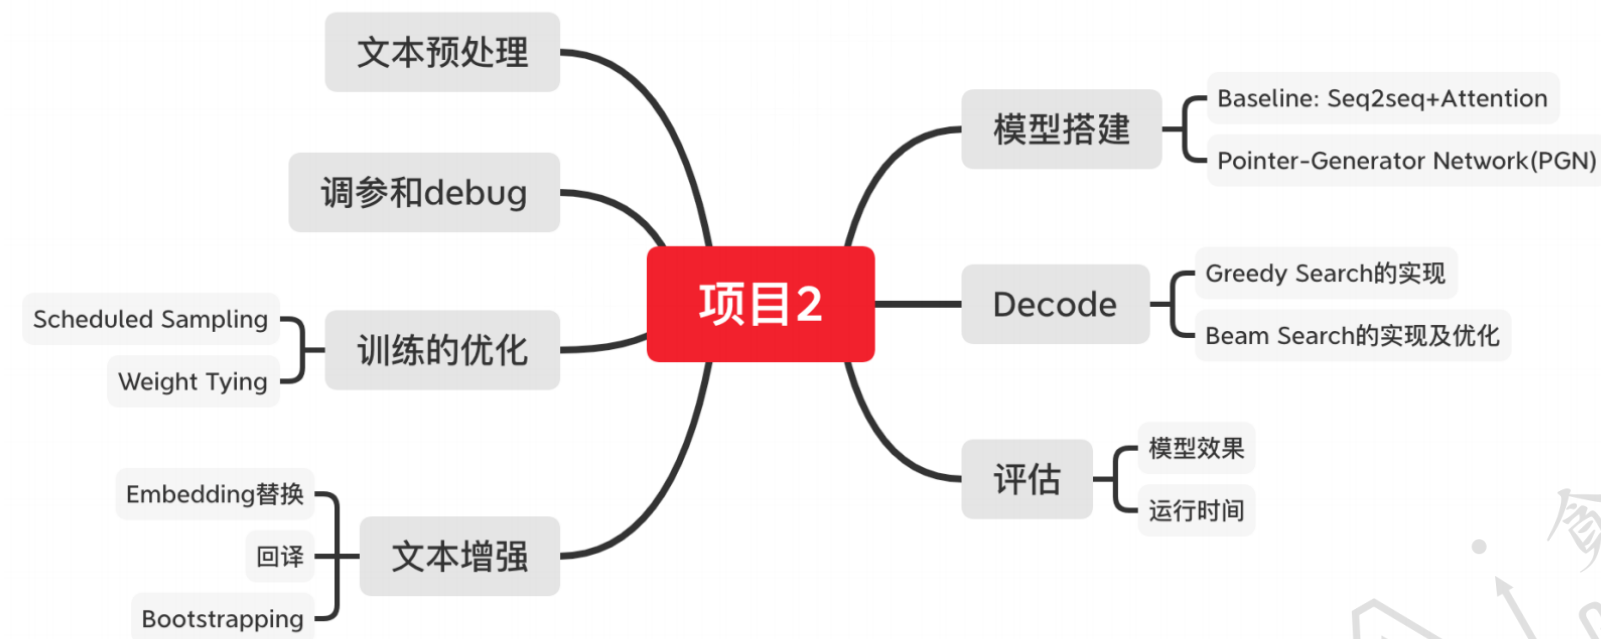 文本预处理
调参和debug
Scheduled Sampling
训练的优化
Weight Tying
Embedding替换
回译
文本增强
Bootstrapping
项目2
模型搭建
Baseline: Seq2seq+Attention
Pointer-Generator Network(PGN)
Decode
Greedy Search的实现
Beam Search的实现及优化
评估
模型效果
运行时间